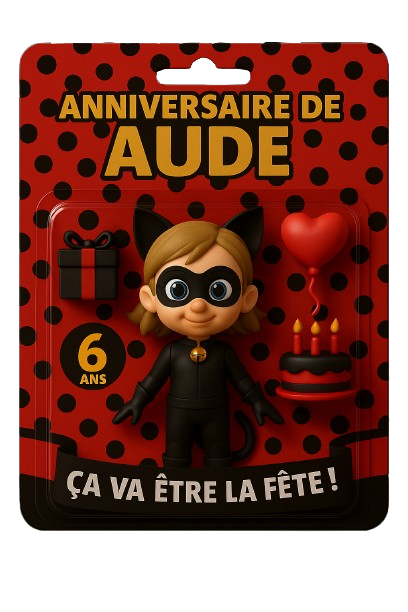 ANNIVERSAIRE DE
AUDE
6
ANS
ÇA VA ÊTRE LA FÊTE !